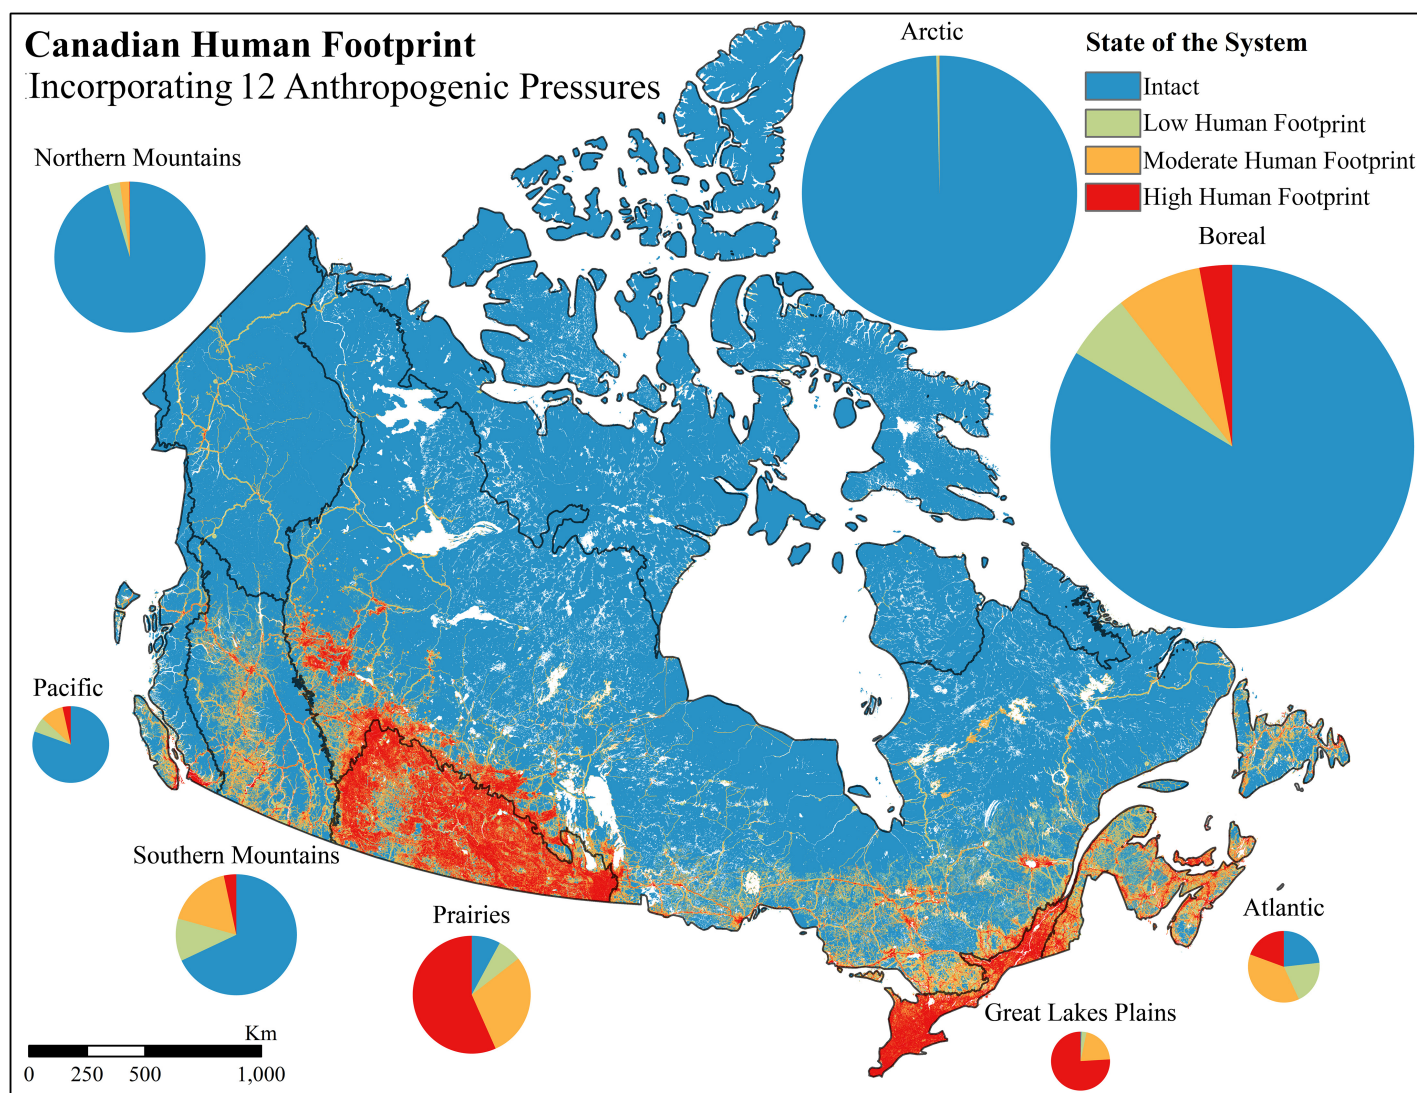 Canadian Human Footprint
Incorporating 12 Anthropogenic Pressures
Arctic
State of the System
Intact
Low Human Footprint
Moderate Human Footprint
High Human Footprint
Northern Mountains
Boreal
Pacific
Southern Mountains
Prairies
Atlantic
Great Lakes Plains
Km
0 250 500 1,000